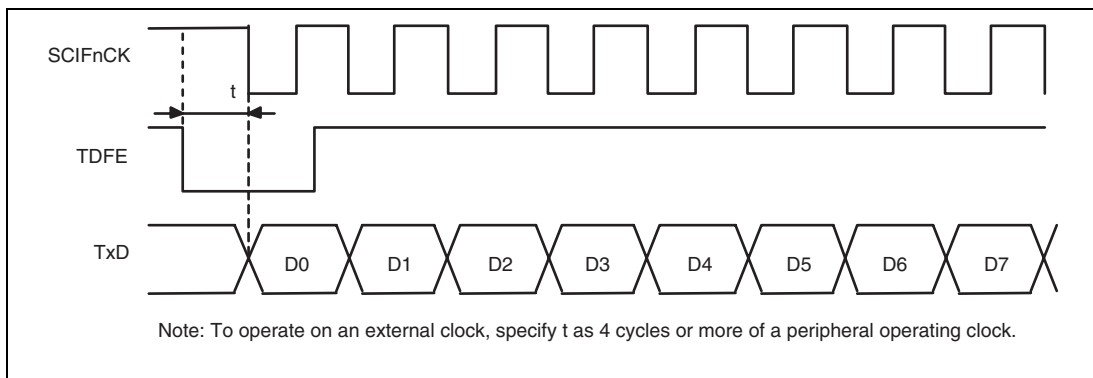 SCIFnCK
t
TDFE
TxD
D0 D1 D2 D3 D4 D5 D6 D7
Note: To operate on an external clock, specify t as 4 cycles or more of a peripheral operating clock.